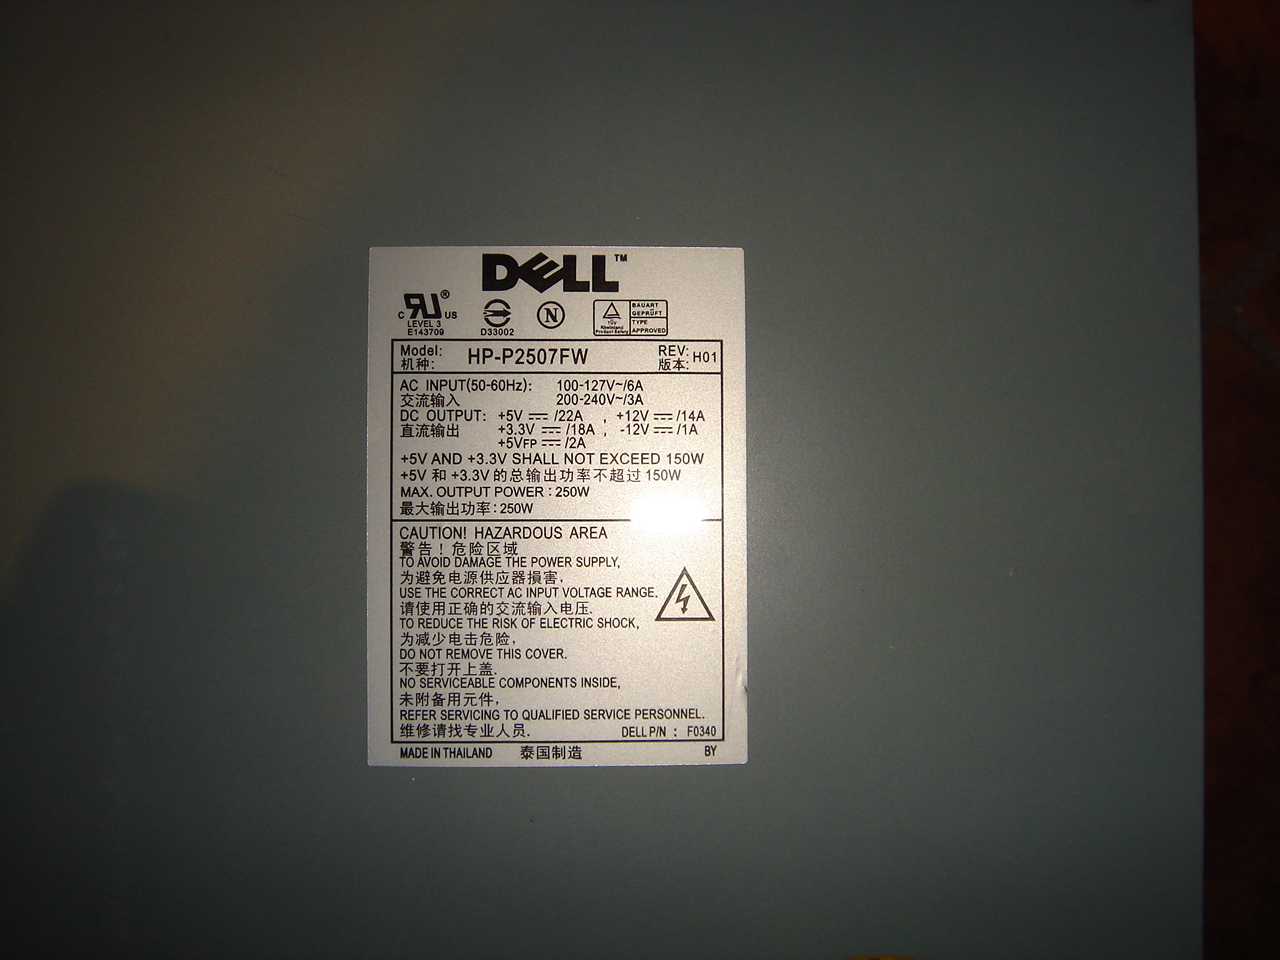 DELL™
C RU® US
LEVEL 3
E143709
D33002
N
TÜV
Rheinland
Product Safety
BAUART
GEPRÜFT
TYPE
APPROVED
Model: HP-P2507FW REV: H01
机种: 版本:
AC INPUT(50-60Hz): 100-127V~/6A
交流输入 200-240V~/3A
DC OUTPUT: +5V ⎓ /22A , +12V ⎓ /14A
直流输出 +3.3V ⎓ /18A , -12V ⎓ /1A
+5VFP ⎓ /2A
+5V AND +3.3V SHALL NOT EXCEED 150W
+5V 和 +3.3V 的总输出功率不超过 150W
MAX. OUTPUT POWER : 250W
最大输出功率: 250W
CAUTION! HAZARDOUS AREA
警告! 危险区域
TO AVOID DAMAGE THE POWER SUPPLY,
为避免电源供应器损害,
USE THE CORRECT AC INPUT VOLTAGE RANGE.
请使用正确的交流输入电压.
TO REDUCE THE RISK OF ELECTRIC SHOCK,
为减少电击危险,
DO NOT REMOVE THIS COVER.
不要打开上盖.
NO SERVICEABLE COMPONENTS INSIDE,
未附备用元件,
REFER SERVICING TO QUALIFIED SERVICE PERSONNEL.
维修请找专业人员. DELL P/N : F0340
MADE IN THAILAND 泰国制造 BY